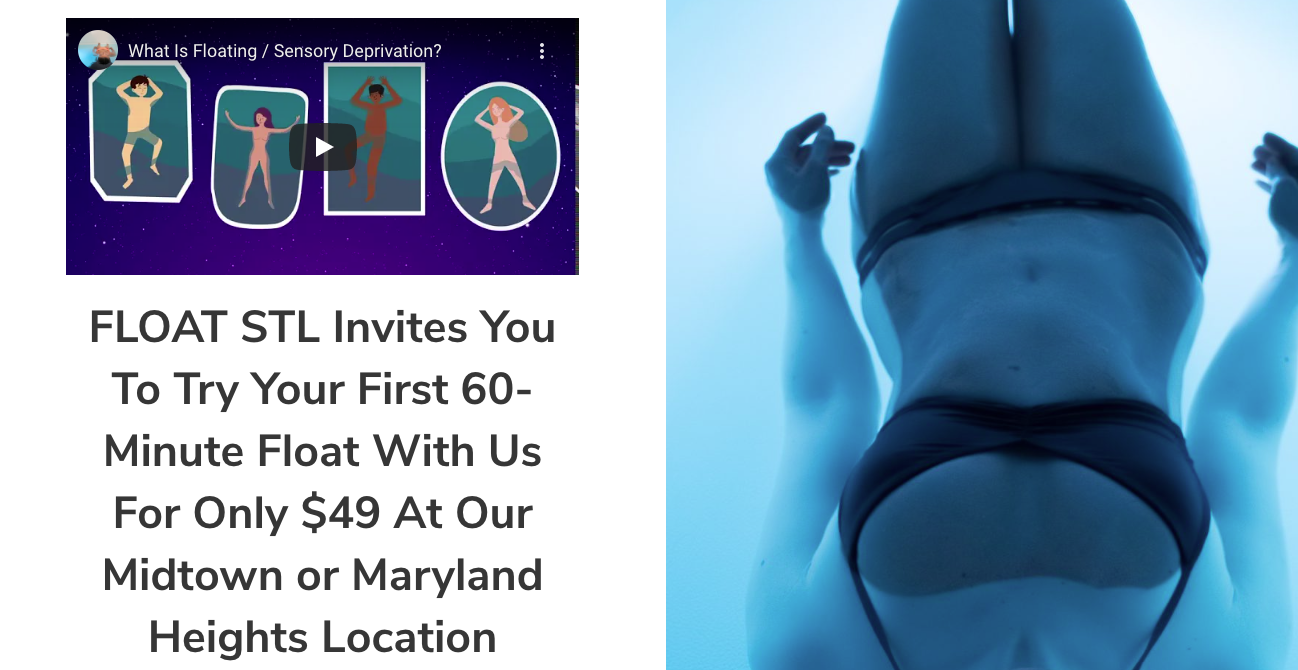 What Is Floating / Sensory Deprivation?
FLOAT STL Invites You
To Try Your First 60-
Minute Float With Us
For Only $49 At Our
Midtown or Maryland
Heights Location